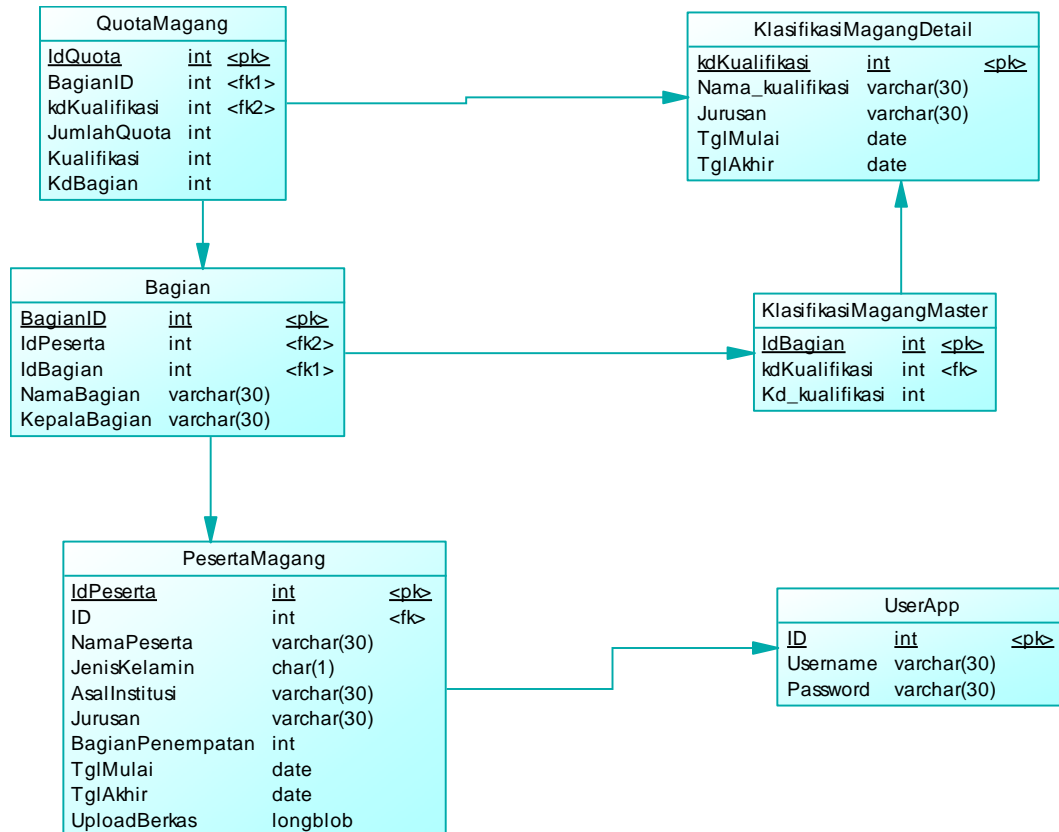 QuotaMagang
IdQuota int <pk>
BagianID int <fk1>
kdKualifikasi int <fk2>
JumlahQuota int
Kualifikasi int
KdBagian int
KlasifikasiMagangDetail
kdKualifikasi int <pk>
Nama_kualifikasi varchar(30)
Jurusan varchar(30)
TglMulai date
TglAkhir date
Bagian
BagianID int <pk>
IdPeserta int <fk2>
IdBagian int <fk1>
NamaBagian varchar(30)
KepalaBagian varchar(30)
KlasifikasiMagangMaster
IdBagian int <pk>
kdKualifikasi int <fk>
Kd_kualifikasi int
PesertaMagang
IdPeserta int <pk>
ID int <fk>
NamaPeserta varchar(30)
JenisKelamin char(1)
AsalInstitusi varchar(30)
Jurusan varchar(30)
BagianPenempatan int
TglMulai date
TglAkhir date
UploadBerkas longblob
UserApp
ID int <pk>
Username varchar(30)
Password varchar(30)